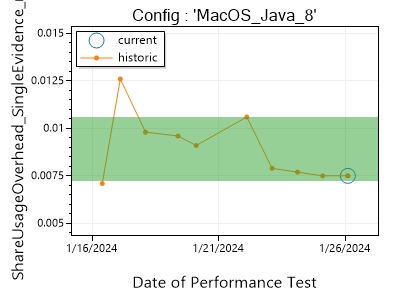 Config : 'MacOS_Java_8'
ShareUsageOverhead_SingleEvidence_
0.015
0.0125
0.01
0.0075
0.005
current
historic
1/16/2024
1/21/2024
1/26/2024
Date of Performance Test